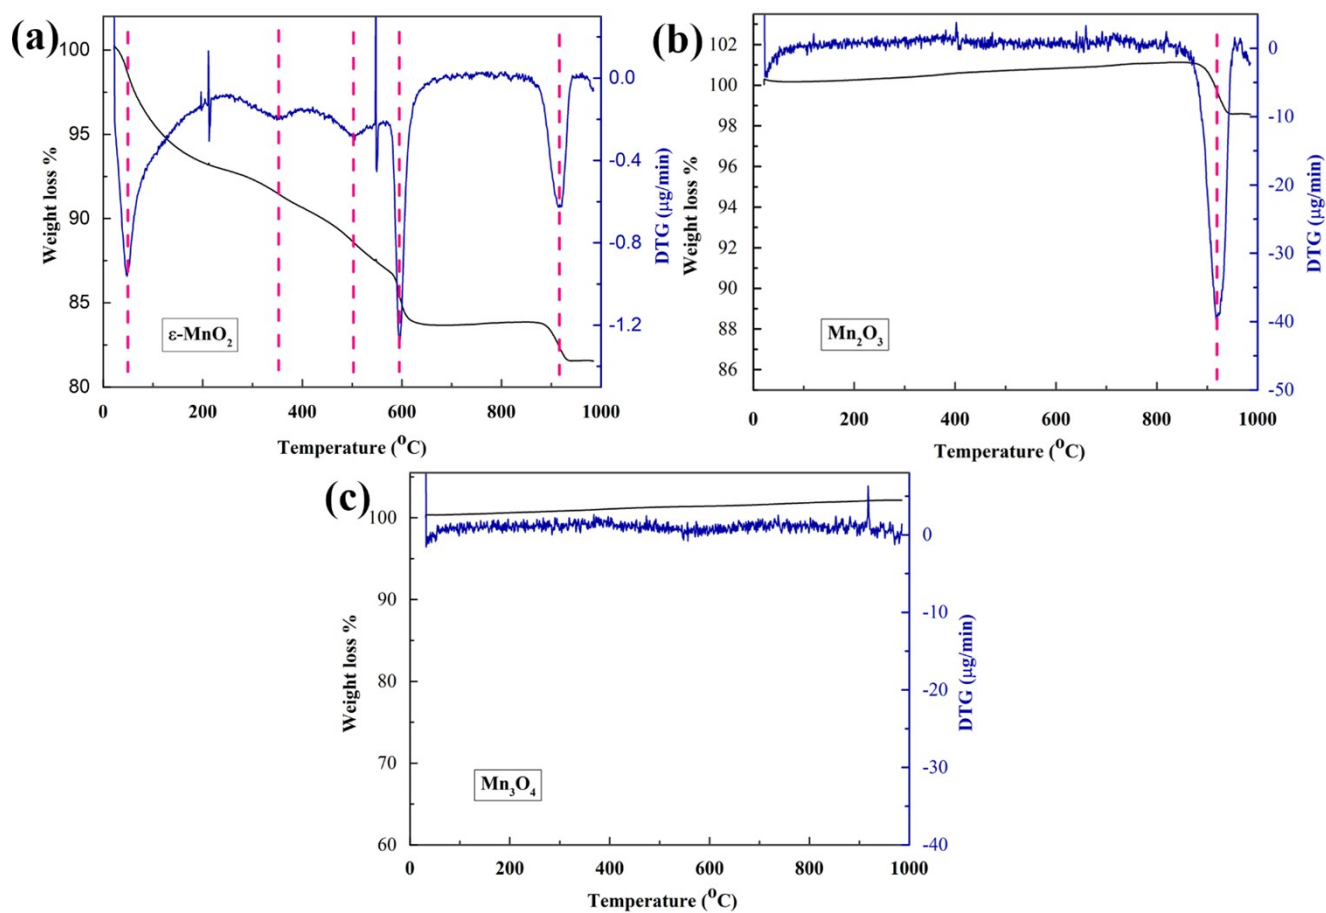 (a)
100
95
90
85
80
Weight loss %
0.0
-0.4
-0.8
-1.2
DTG (μg/min)
ε-MnO₂
0 200 400 600 800 1000
Temperature (°C)
(b)
102
100
98
96
94
92
90
88
86
Weight loss %
0
-10
-20
-30
-40
-50
DTG (μg/min)
Mn₂O₃
0 200 400 600 800 1000
Temperature (°C)
(c)
100
90
80
70
60
Weight loss %
0
-10
-20
-30
-40
DTG (μg/min)
Mn₃O₄
0 200 400 600 800 1000
Temperature (°C)